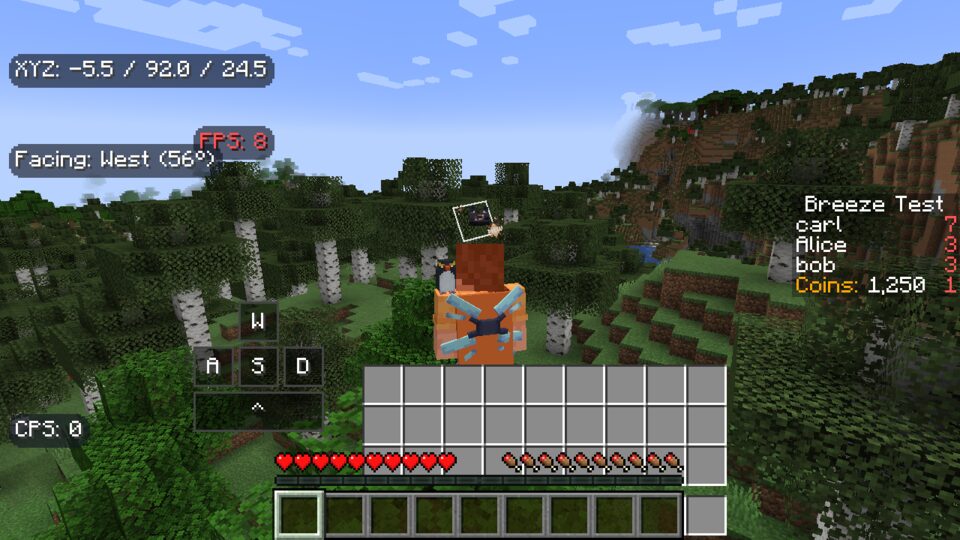 XYZ: -5.5 / 92.0 / 24.5
FPS: 8
Facing: West (56°)
Breeze Test
carl 7
Alice 3
bob 3
Coins: 1,250 1
W
A S D
^
CPS: 0